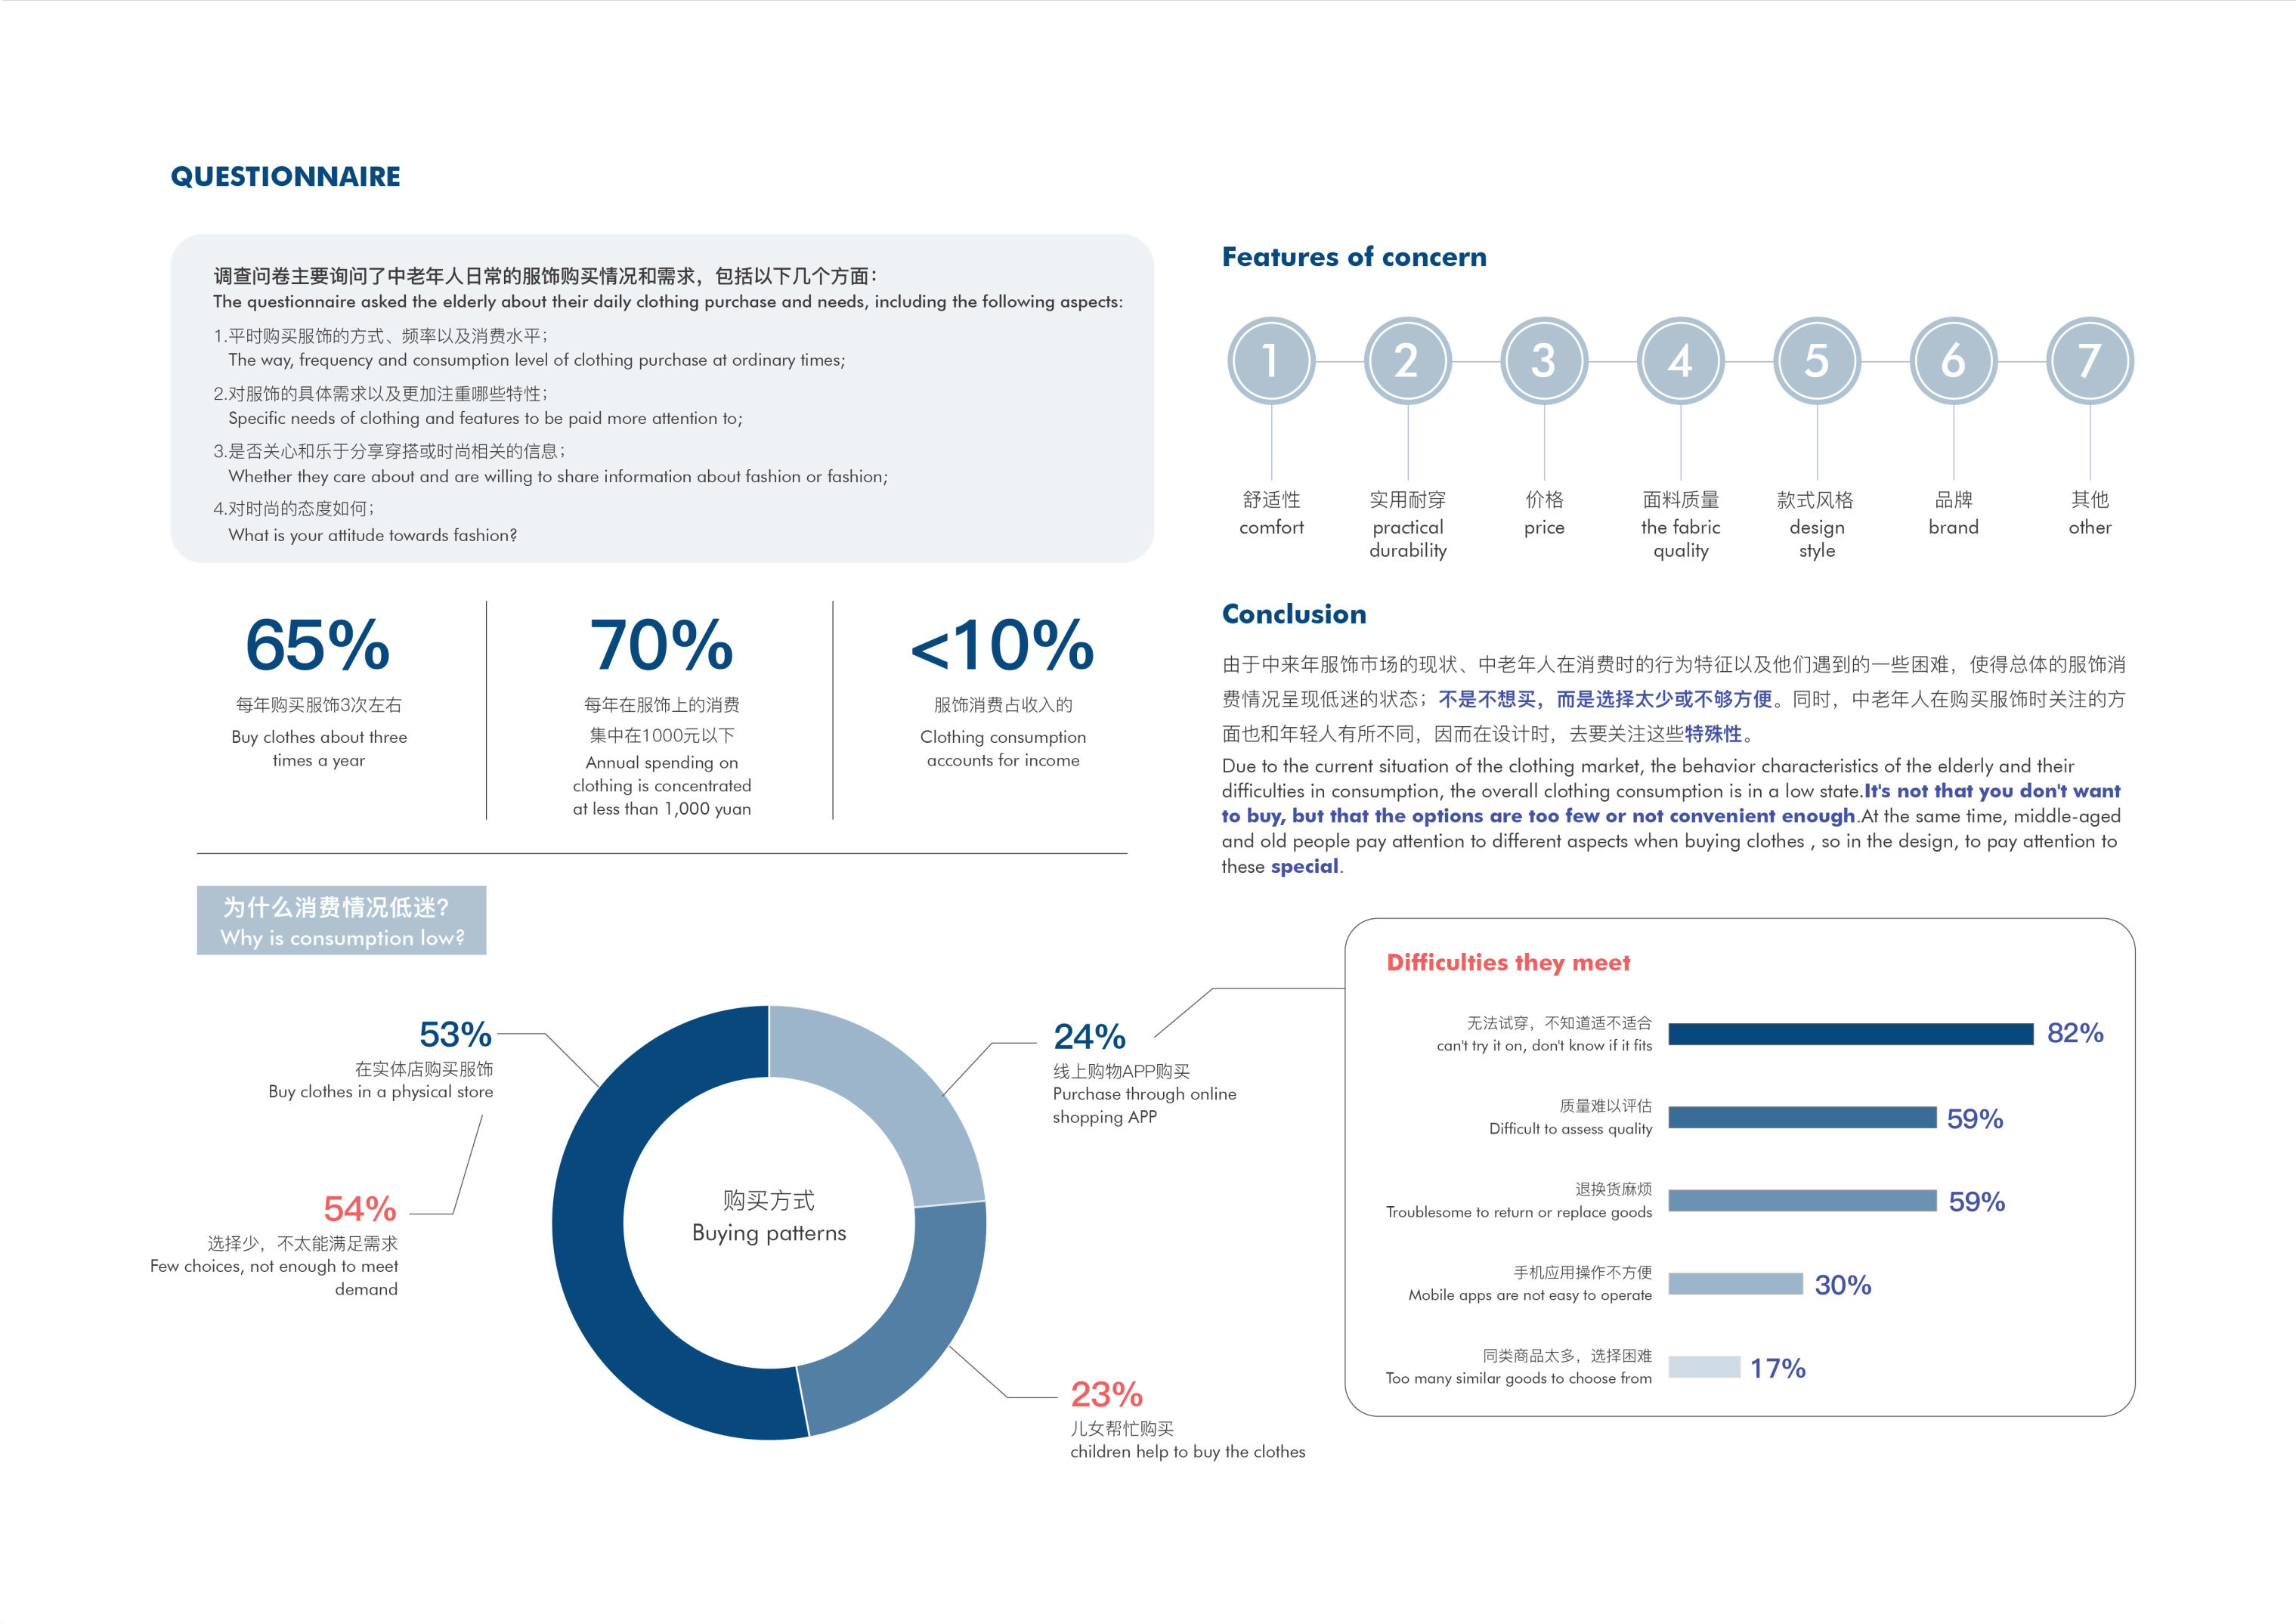 QUESTIONNAIRE
调查问卷主要询问了中老年人日常的服饰购买情况和需求，包括以下几个方面：
The questionnaire asked the elderly about their daily clothing purchase and needs, including the following aspects:
1.平时购买服饰的方式、频率以及消费水平；
The way, frequency and consumption level of clothing purchase at ordinary times;
2.对服饰的具体需求以及更加注重哪些特性；
Specific needs of clothing and features to be paid more attention to;
3.是否关心和乐于分享穿搭或时尚相关的信息；
Whether they care about and are willing to share information about fashion or fashion;
4.对时尚的态度如何；
What is your attitude towards fashion?
65%
每年购买服饰3次左右
Buy clothes about three
times a year
70%
每年在服饰上的消费
集中在1000元以下
Annual spending on
clothing is concentrated
at less than 1,000 yuan
<10%
服饰消费占收入的
Clothing consumption
accounts for income
Features of concern
1
2
3
4
5
6
7
舒适性
comfort
实用耐穿
practical
durability
价格
price
面料质量
the fabric
quality
款式风格
design
style
品牌
brand
其他
other
Conclusion
由于中来年服饰市场的现状、中老年人在消费时的行为特征以及他们遇到的一些困难，使得总体的服饰消
费情况呈现低迷的状态；不是不想买，而是选择太少或不够方便。同时，中老年人在购买服饰时关注的方
面也和年轻人有所不同，因而在设计时，去要关注这些特殊性。
Due to the current situation of the clothing market, the behavior characteristics of the elderly and their
difficulties in consumption, the overall clothing consumption is in a low state.It's not that you don't want
to buy, but that the options are too few or not convenient enough.At the same time, middle-aged
and old people pay attention to different aspects when buying clothes , so in the design, to pay attention to
these special.
为什么消费情况低迷？
Why is consumption low?
53%
在实体店购买服饰
Buy clothes in a physical store
54%
选择少，不太能满足需求
Few choices, not enough to meet
demand
购买方式
Buying patterns
24%
线上购物APP购买
Purchase through online
shopping APP
23%
儿女帮忙购买
children help to buy the clothes
Difficulties they meet
无法试穿，不知道适不适合
can't try it on, don't know if it fits
82%
质量难以评估
Difficult to assess quality
59%
退换货麻烦
Troublesome to return or replace goods
59%
手机应用操作不方便
Mobile apps are not easy to operate
30%
同类商品太多，选择困难
Too many similar goods to choose from
17%